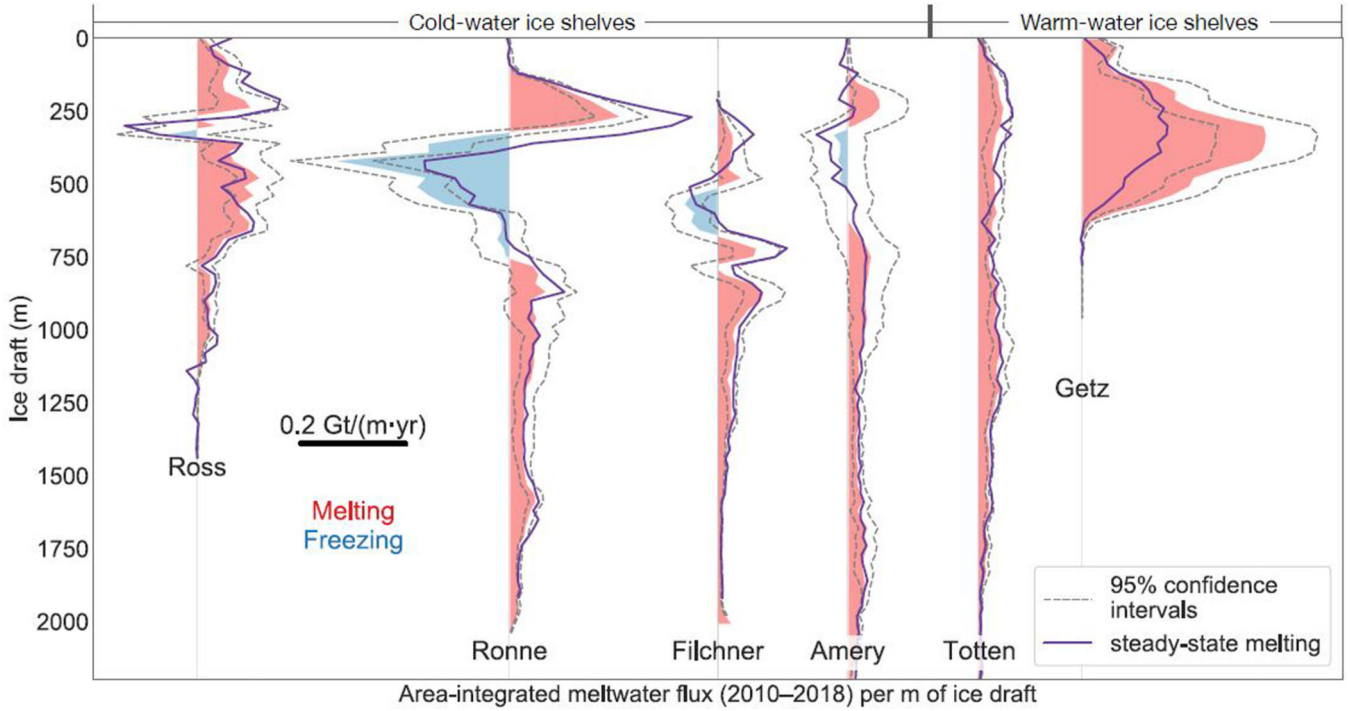 Cold-water ice shelves
Warm-water ice shelves
0
250
500
750
1000
1250
1500
1750
2000
Ice draft (m)
0.2 Gt/(m·yr)
Melting
Freezing
Ross
Ronne
Filchner
Amery
Totten
Getz
95% confidence
intervals
steady-state melting
Area-integrated meltwater flux (2010–2018) per m of ice draft